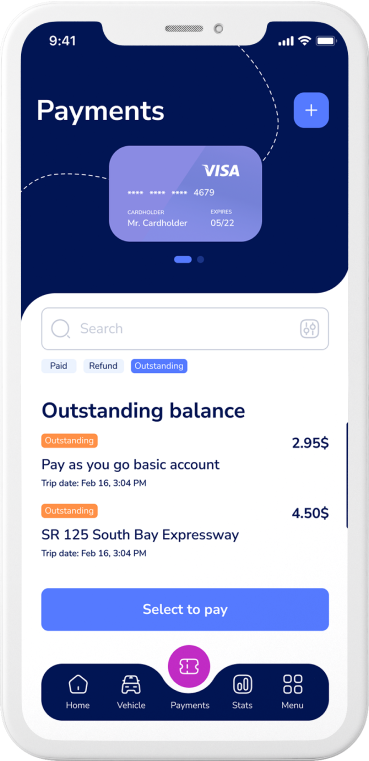 9:41
Payments
+
VISA
•••• •••• •••• 4679
CARDHOLDER EXPIRES
Mr. Cardholder 05/22
Search
Paid Refund Outstanding
Outstanding balance
Outstanding 2.95$
Pay as you go basic account
Trip date: Feb 16, 3:04 PM
Outstanding 4.50$
SR 125 South Bay Expressway
Trip date: Feb 16, 3:04 PM
Select to pay
Home Vehicle Payments Stats Menu